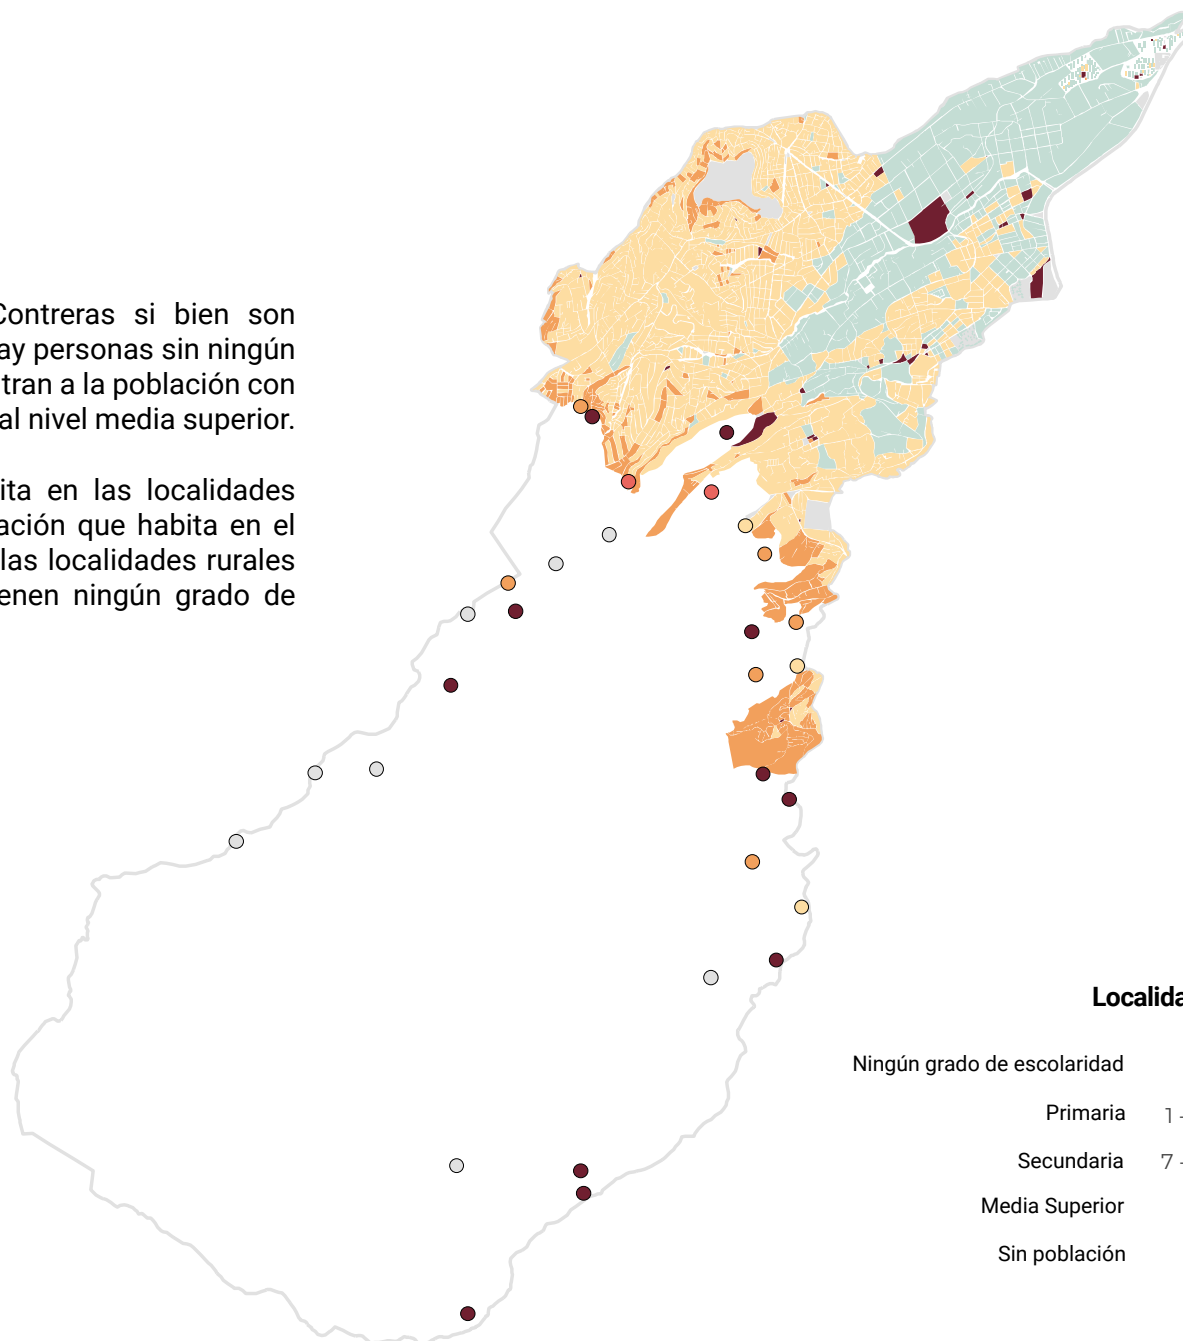 Contreras si bien son
ay personas sin ningún
tran a la población con
al nivel media superior.
ita en las localidades
ación que habita en el
las localidades rurales
enen ningún grado de
Localida
Ningún grado de escolaridad
Primaria 1 -
Secundaria 7 -
Media Superior
Sin población